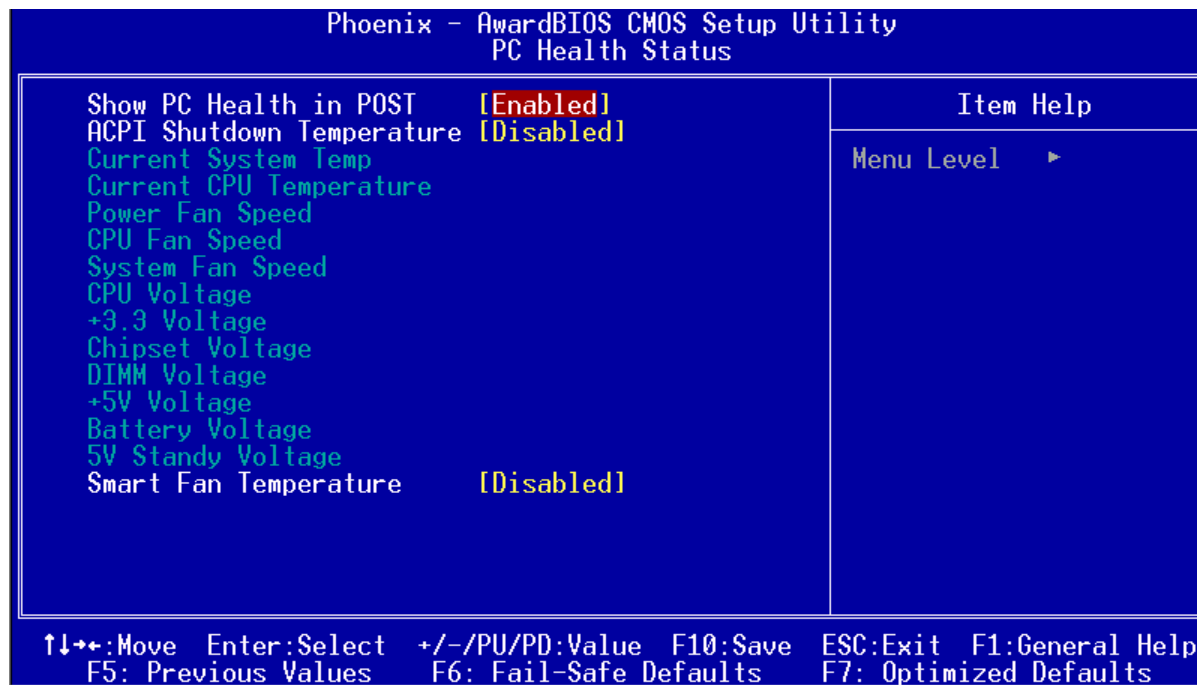 Phoenix - AwardBIOS CMOS Setup Utility
PC Health Status
Show PC Health in POST [Enabled]
ACPI Shutdown Temperature [Disabled]
Current System Temp
Current CPU Temperature
Power Fan Speed
CPU Fan Speed
System Fan Speed
CPU Voltage
+3.3 Voltage
Chipset Voltage
DIMM Voltage
+5V Voltage
Battery Voltage
5V Standy Voltage
Smart Fan Temperature [Disabled]
Item Help
Menu Level ►
↑↓→←:Move Enter:Select +/-/PU/PD:Value F10:Save ESC:Exit F1:General Help
F5: Previous Values F6: Fail-Safe Defaults F7: Optimized Defaults